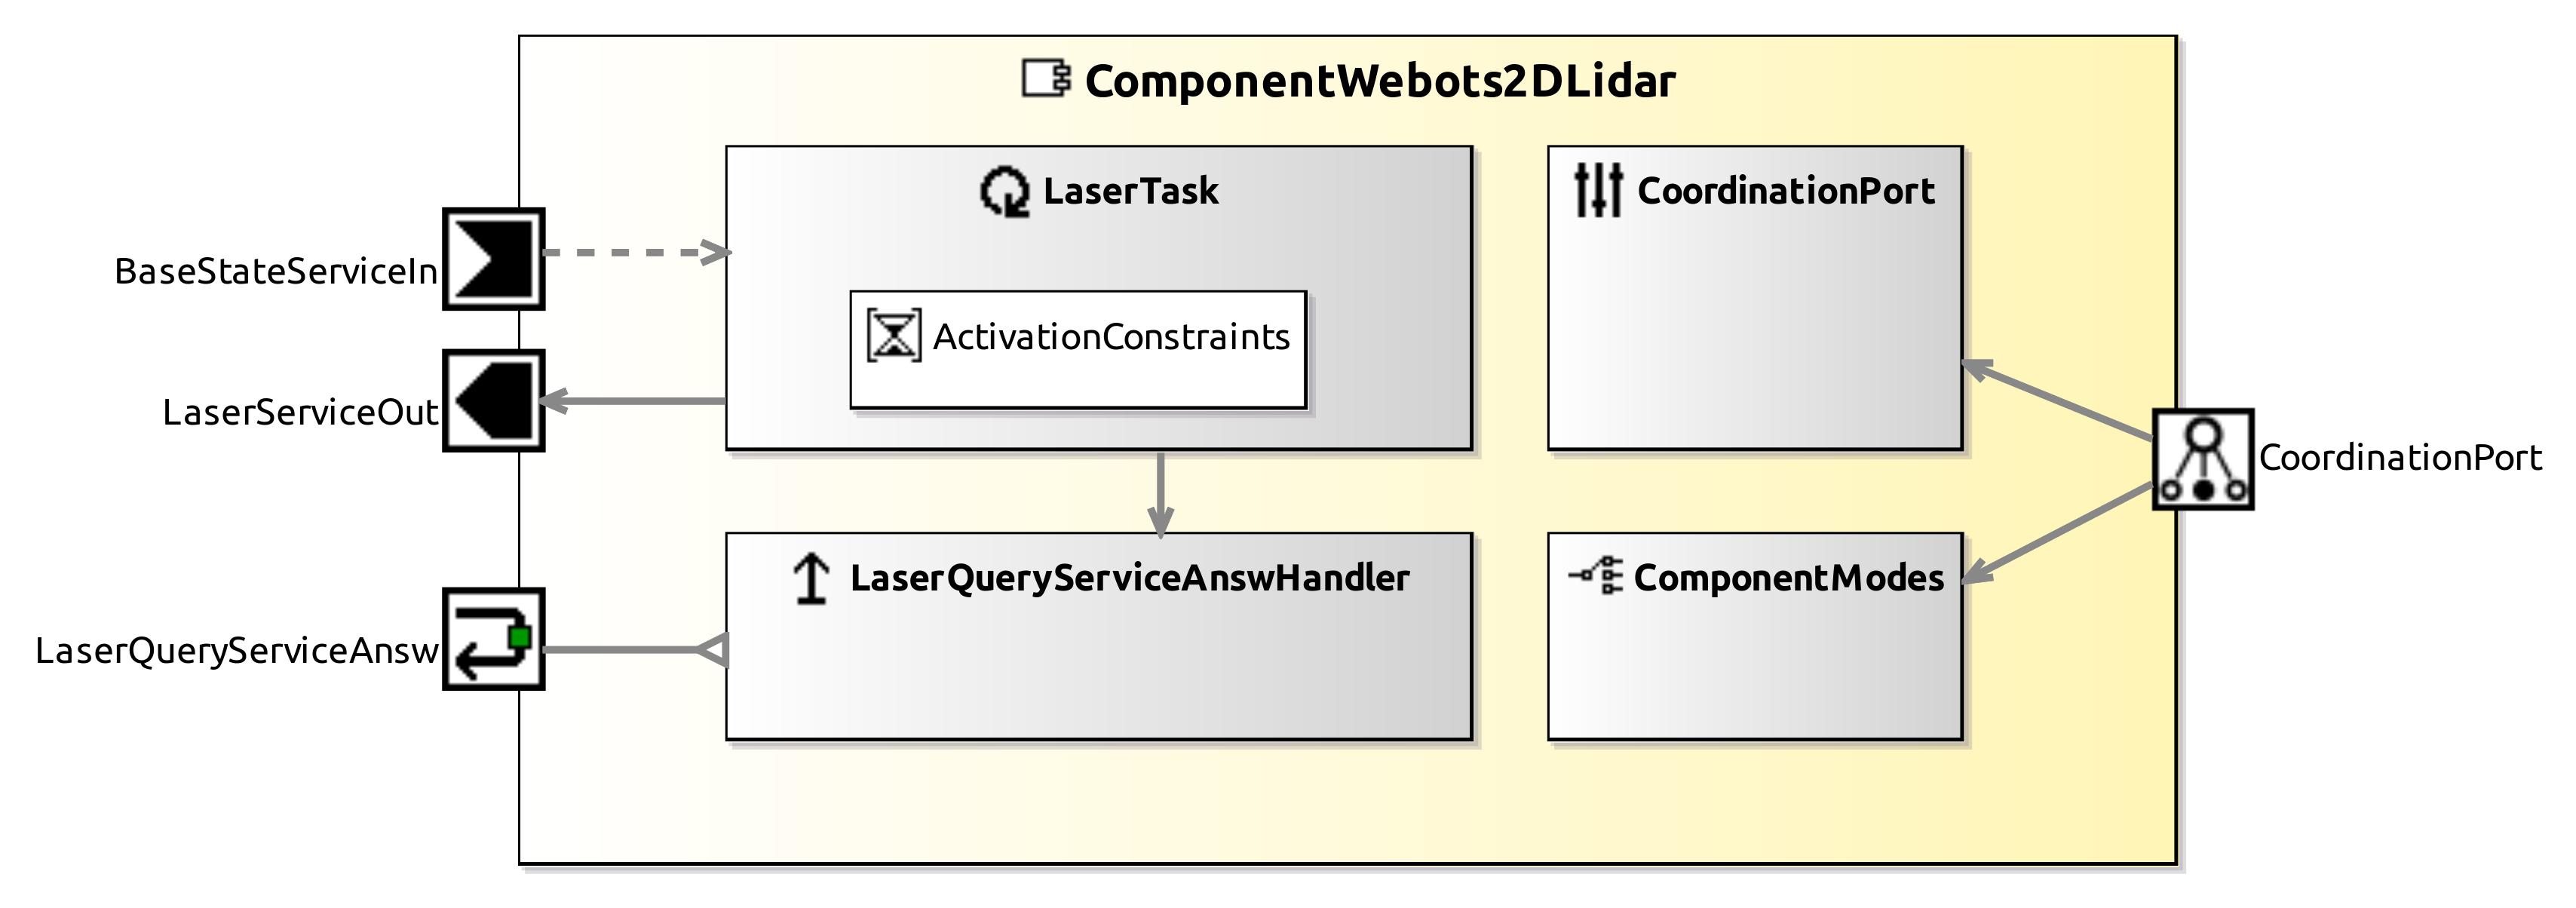 ComponentWebots2DLidar
LaserTask
CoordinationPort
BaseStateServiceIn
ActivationConstraints
LaserServiceOut
CoordinationPort
LaserQueryServiceAnswHandler
ComponentModes
LaserQueryServiceAnsw